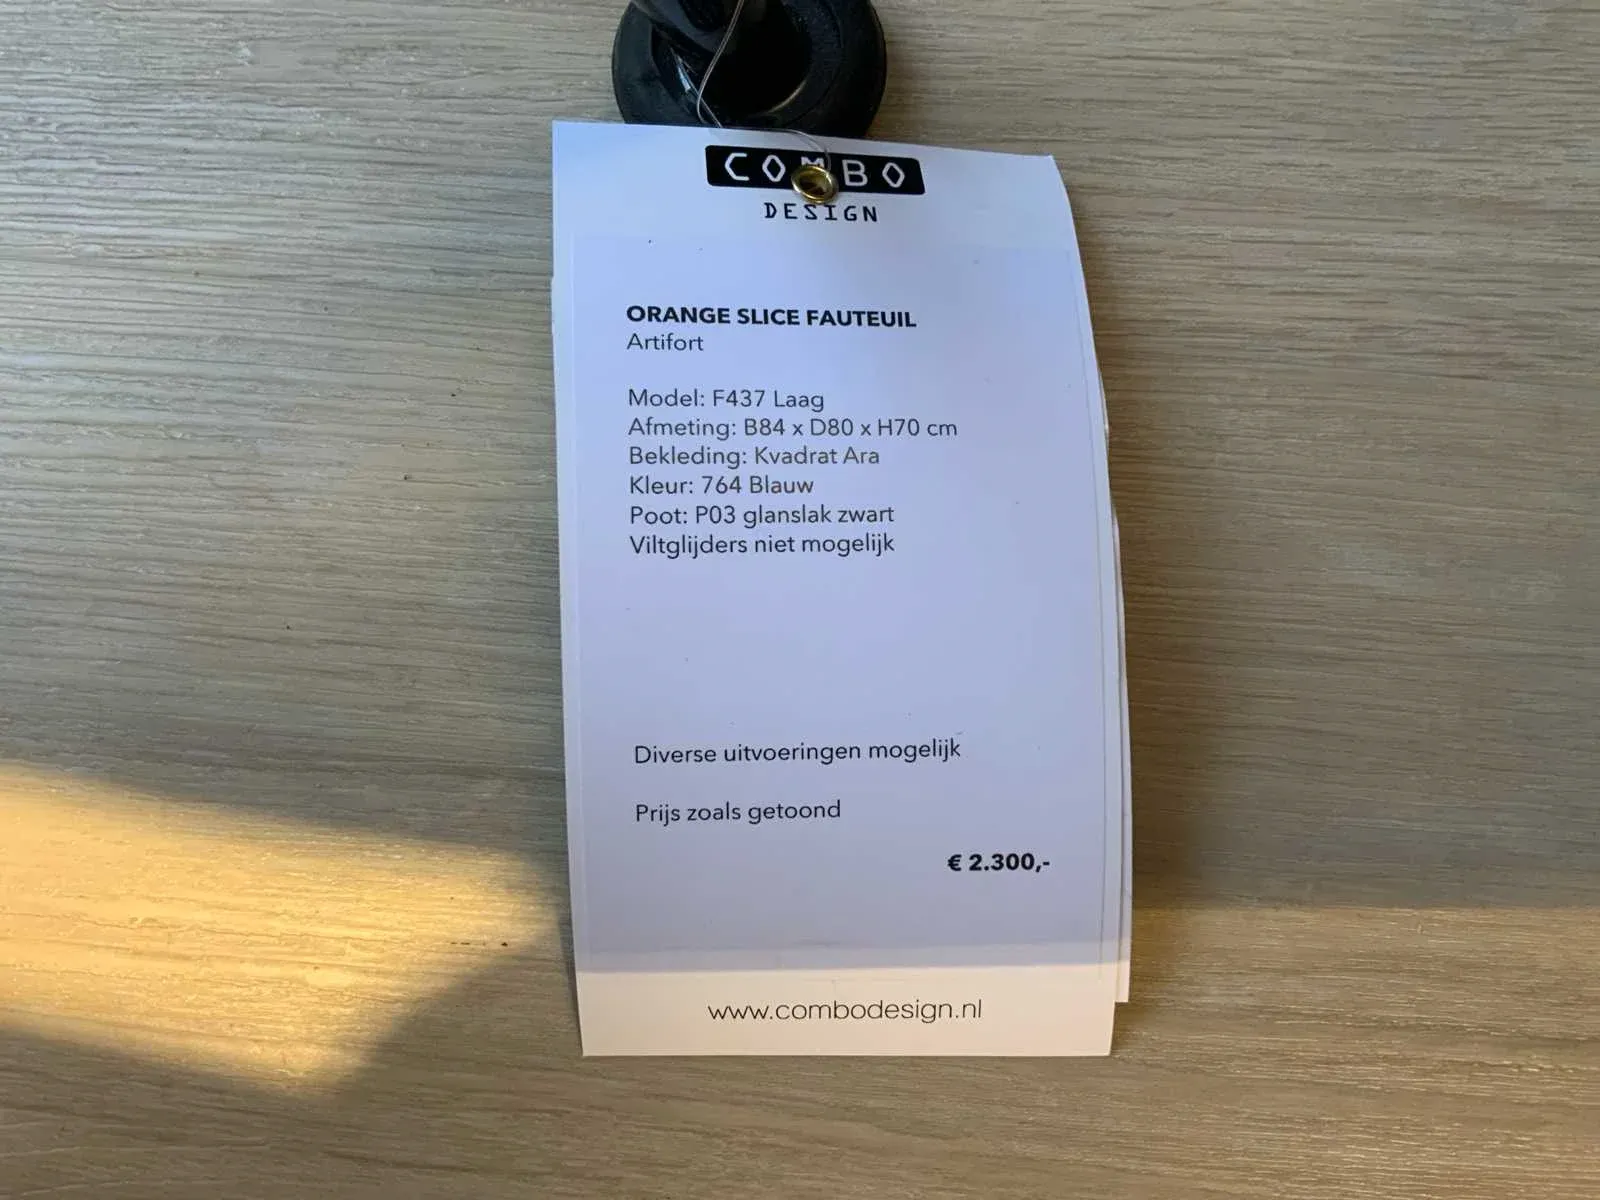 COMBO
DESIGN
ORANGE SLICE FAUTEUIL
Artifort
Model: F437 Laag
Afmeting: B84 x D80 x H70 cm
Bekleding: Kvadrat Ara
Kleur: 764 Blauw
Poot: P03 glanslak zwart
Viltglijders niet mogelijk
Diverse uitvoeringen mogelijk
Prijs zoals getoond
€ 2.300,-
www.combodesign.nl